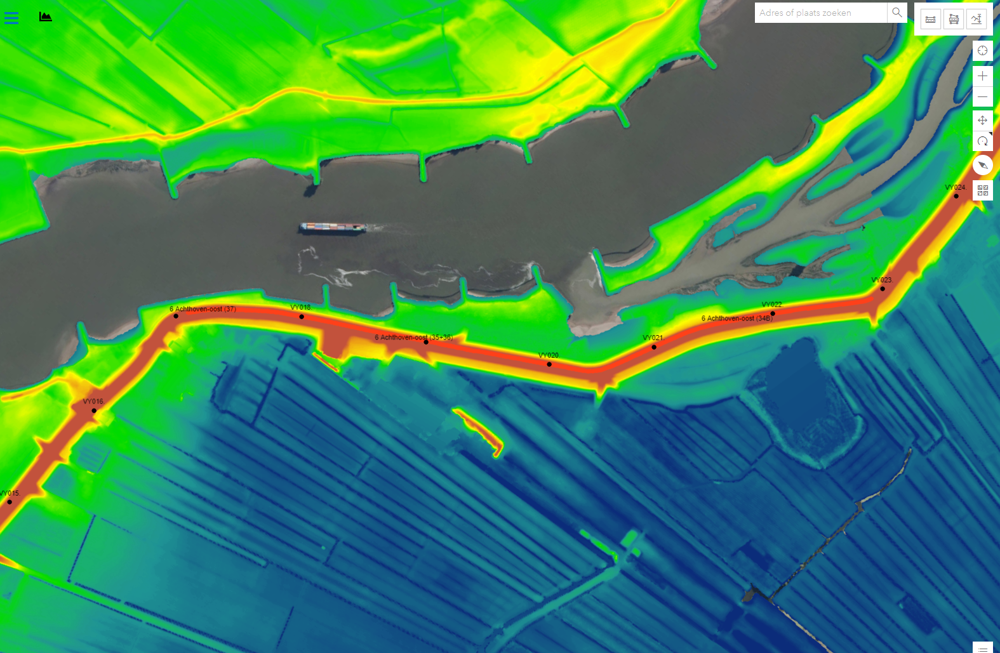 Adres of plaats zoeken
VY024.
VY023.
VY022.
6 Achthoven-oost (34B)
6 Achthoven-oost (37)
VY018.
6 Achthoven-oost (35+36)
VY021.
VY020.
VY016.
VY015.